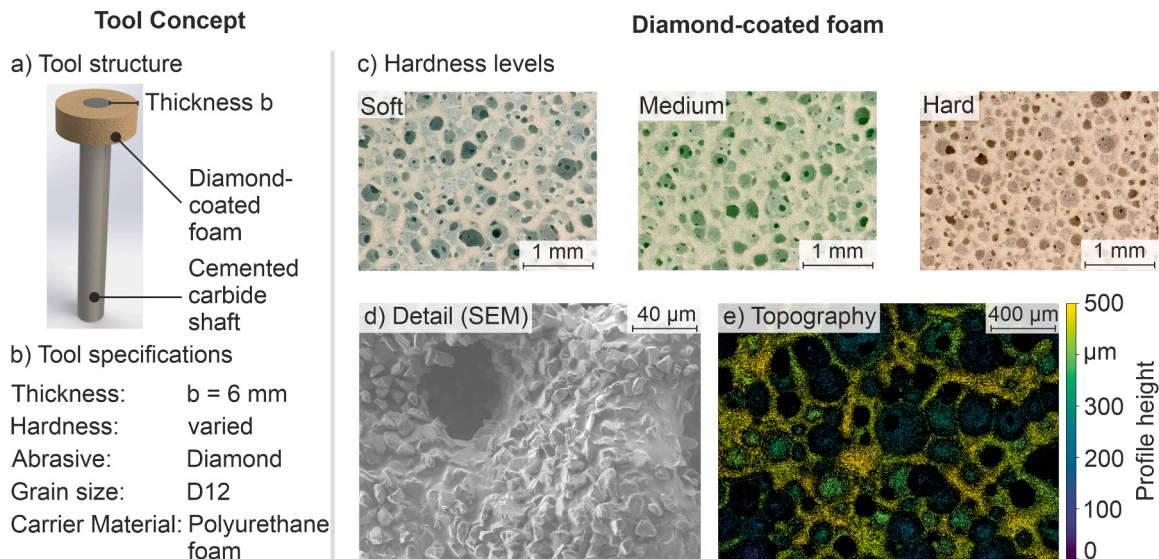 Tool Concept
a) Tool structure
Thickness b
Diamond-
coated
foam
Cemented
carbide
shaft
b) Tool specifications
Thickness: b = 6 mm
Hardness: varied
Abrasive: Diamond
Grain size: D12
Carrier Material: Polyurethane
foam
Diamond-coated foam
c) Hardness levels
Soft
1 mm
Medium
1 mm
Hard
1 mm
d) Detail (SEM)
40 µm
e) Topography
400 µm
500
µm
300
200
100
0
Profile height